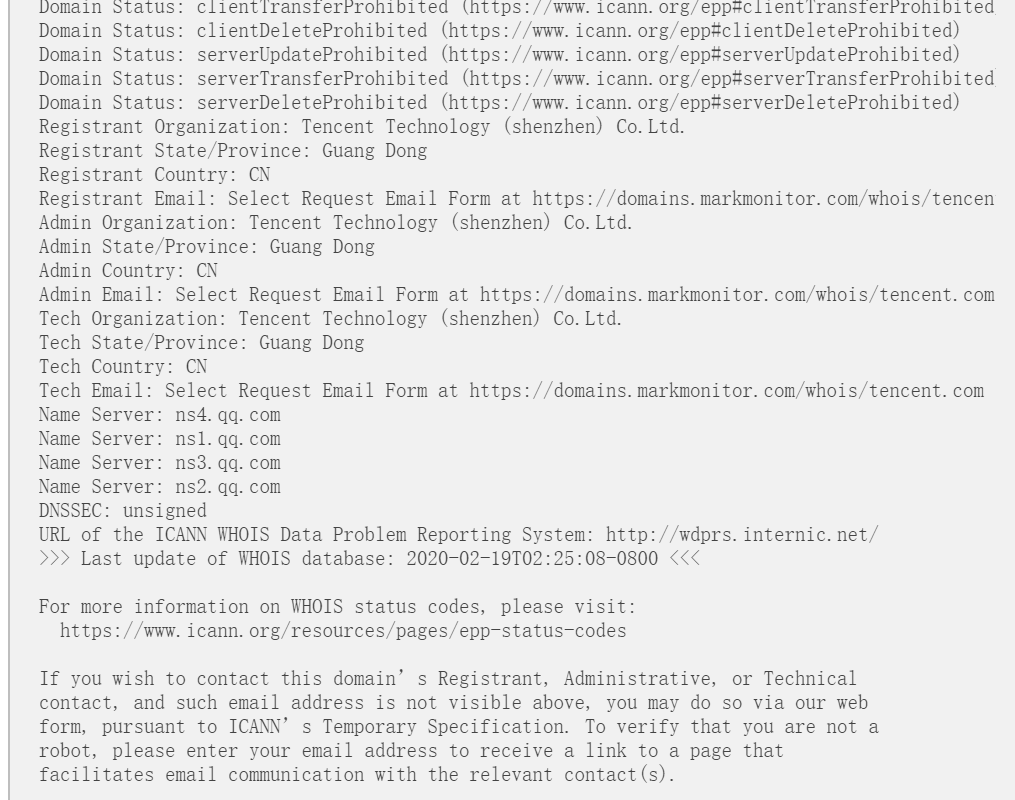 Domain Status: clientTransferProhibited (https://www.icann.org/epp#clientTransferProhibited
Domain Status: clientDeleteProhibited (https://www.icann.org/epp#clientDeleteProhibited)
Domain Status: serverUpdateProhibited (https://www.icann.org/epp#serverUpdateProhibited)
Domain Status: serverTransferProhibited (https://www.icann.org/epp#serverTransferProhibited
Domain Status: serverDeleteProhibited (https://www.icann.org/epp#serverDeleteProhibited)
Registrant Organization: Tencent Technology (shenzhen) Co.Ltd.
Registrant State/Province: Guang Dong
Registrant Country: CN
Registrant Email: Select Request Email Form at https://domains.markmonitor.com/whois/tencen
Admin Organization: Tencent Technology (shenzhen) Co.Ltd.
Admin State/Province: Guang Dong
Admin Country: CN
Admin Email: Select Request Email Form at https://domains.markmonitor.com/whois/tencent.com
Tech Organization: Tencent Technology (shenzhen) Co.Ltd.
Tech State/Province: Guang Dong
Tech Country: CN
Tech Email: Select Request Email Form at https://domains.markmonitor.com/whois/tencent.com
Name Server: ns4.qq.com
Name Server: ns1.qq.com
Name Server: ns3.qq.com
Name Server: ns2.qq.com
DNSSEC: unsigned
URL of the ICANN WHOIS Data Problem Reporting System: http://wdprs.internic.net/
>>> Last update of WHOIS database: 2020-02-19T02:25:08-0800 <<<
For more information on WHOIS status codes, please visit:
https://www.icann.org/resources/pages/epp-status-codes
If you wish to contact this domain’s Registrant, Administrative, or Technical
contact, and such email address is not visible above, you may do so via our web
form, pursuant to ICANN’s Temporary Specification. To verify that you are not a
robot, please enter your email address to receive a link to a page that
facilitates email communication with the relevant contact(s).